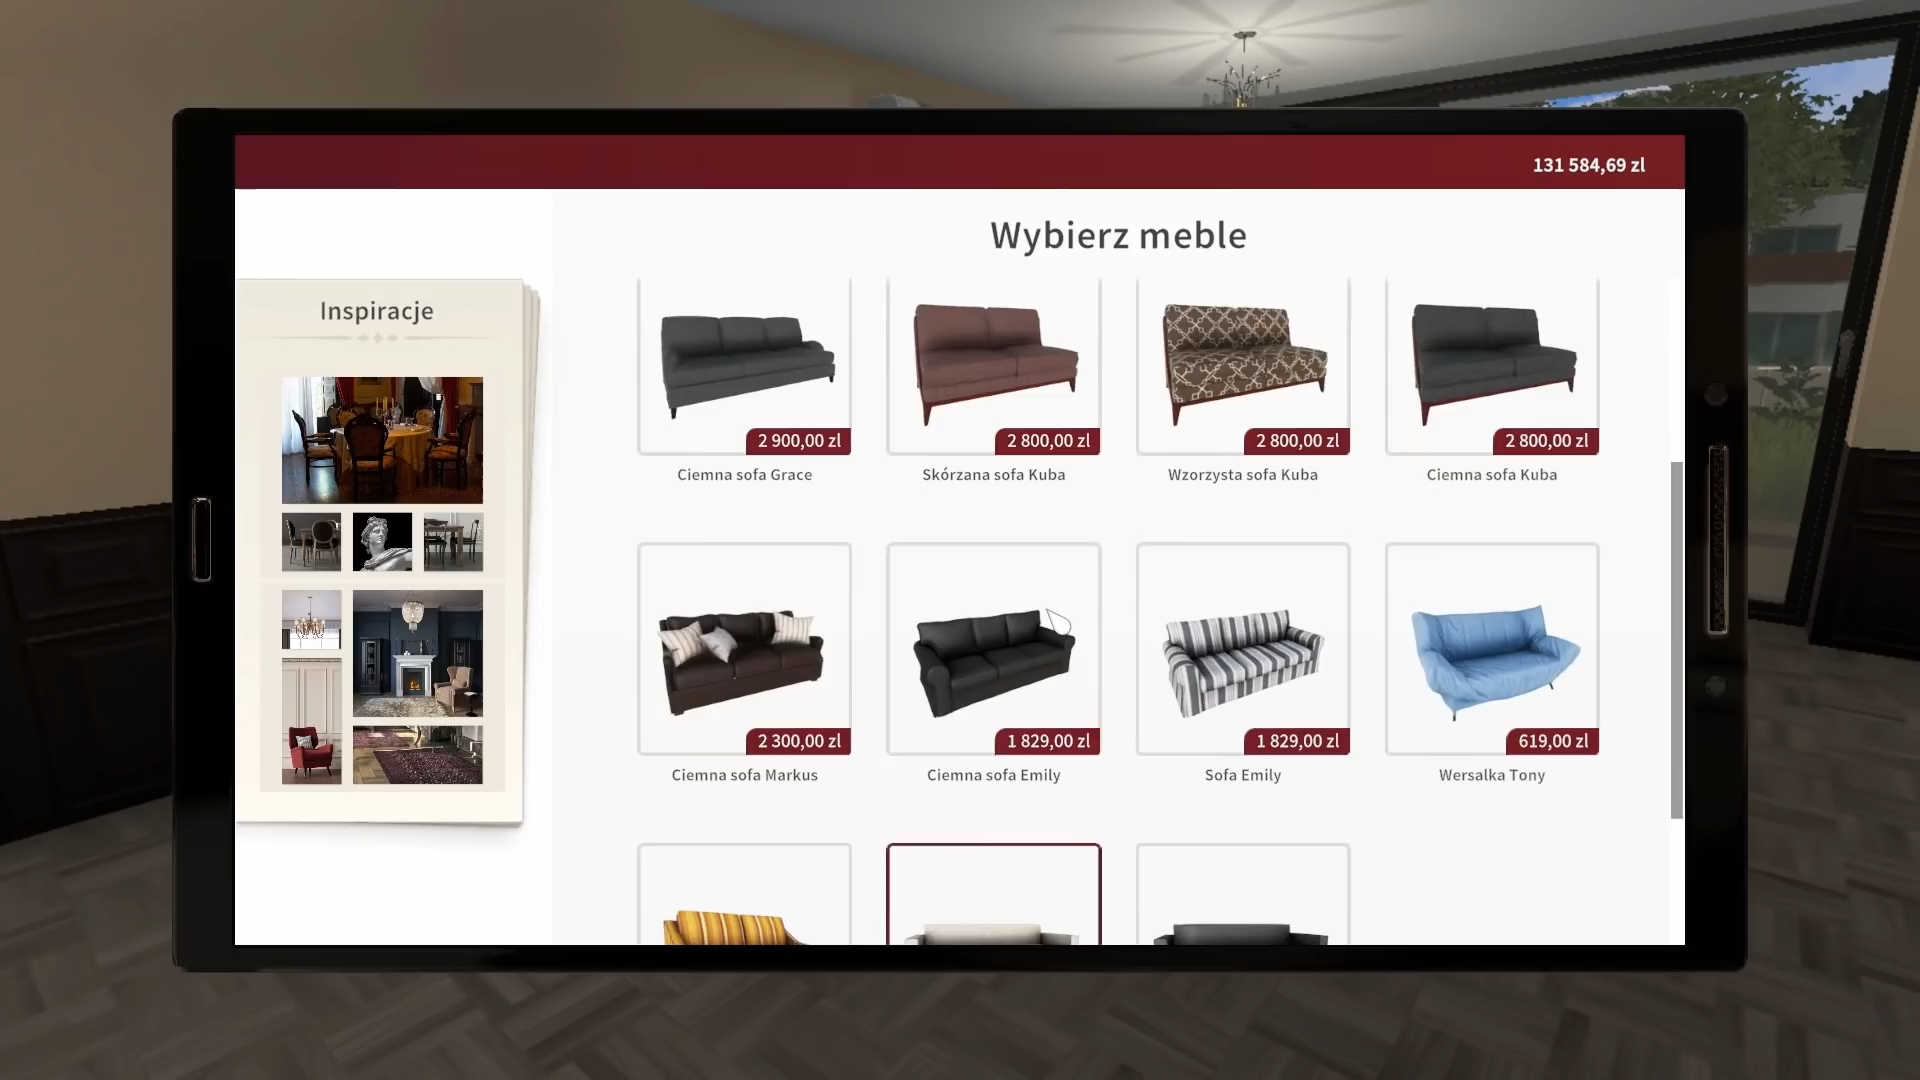 131 584,69 zl
Wybierz meble
Inspiracje
2 900,00 zl
2 800,00 zl
2 800,00 zl
2 800,00 zl
Ciemna sofa Grace
Skórzana sofa Kuba
Wzorzysta sofa Kuba
Ciemna sofa Kuba
2 300,00 zl
1 829,00 zl
1 829,00 zl
619,00 zl
Ciemna sofa Markus
Ciemna sofa Emily
Sofa Emily
Wersalka Tony